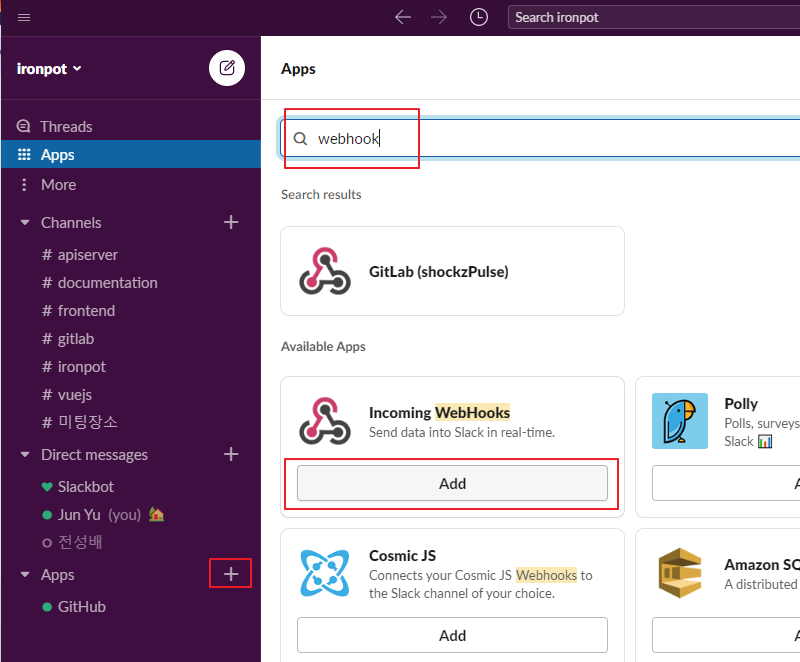 Search ironpot
ironpot
Threads
Apps
More
Channels
# apiserver
# documentation
# frontend
# gitlab
# ironpot
# vuejs
# 미팅장소
Direct messages
Slackbot
Jun Yu (you)
전성배
Apps
GitHub
Apps
webhook
Search results
GitLab (shockzPulse)
Available Apps
Incoming WebHooks
Send data into Slack in real-time.
Add
Polly
Polls, surveys
Slack
A
Cosmic JS
Connects your Cosmic JS Webhooks to
the Slack channel of your choice.
Add
Amazon SQ
A distributed
A